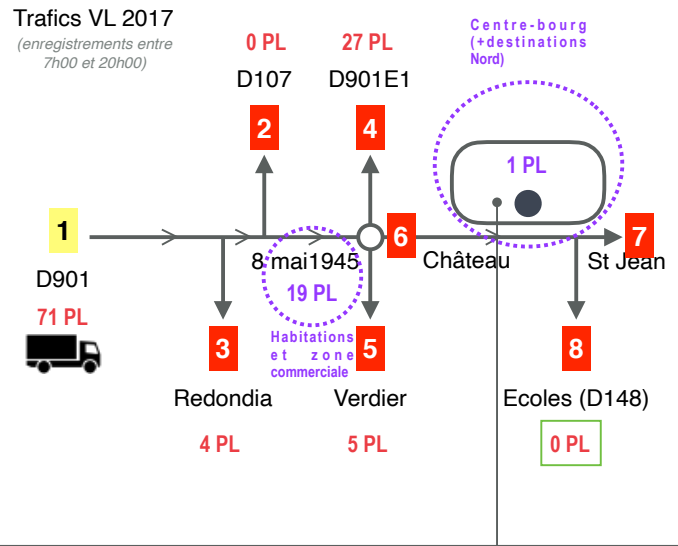 Trafics VL 2017
(enregistrements entre
7h00 et 20h00)
0 PL
27 PL
Centre-bourg
(+destinations
Nord)
D107
D901E1
2
4
1 PL
1
6
7
8 mai1945
Château
St Jean
D901
19 PL
71 PL
3
Habitations
et zone
commerciale
5
8
Redondia
Verdier
Ecoles (D148)
4 PL
5 PL
0 PL